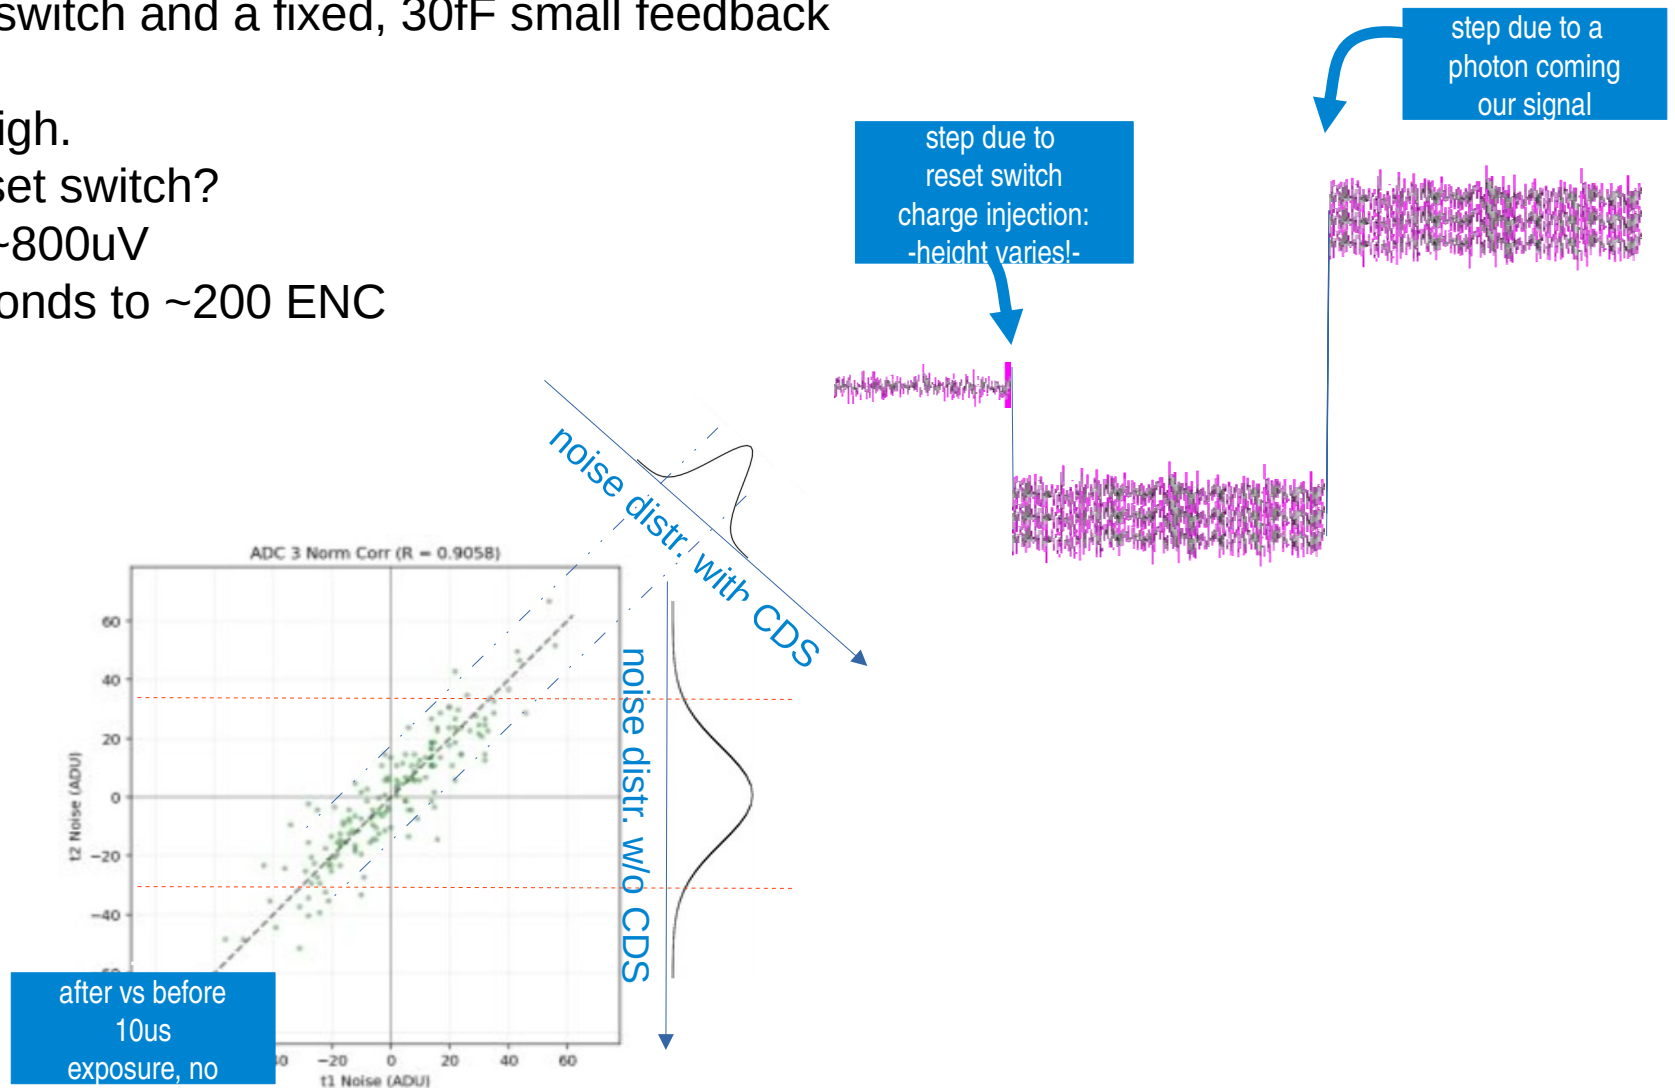 switch and a fixed, 30fF small feedback
igh.
set switch?
~800uV
onds to ~200 ENC
step due to a
photon coming
our signal
step due to
reset switch
charge injection:
-height varies!-
noise distr. with CDS
noise distr. w/o CDS
ADC 3 Norm Corr (R = 0.9058)
t2 Noise (ADU)
60
40
20
0
−20
−40
−20
0
20
40
60
t1 Noise (ADU)
after vs before
10us
exposure, no